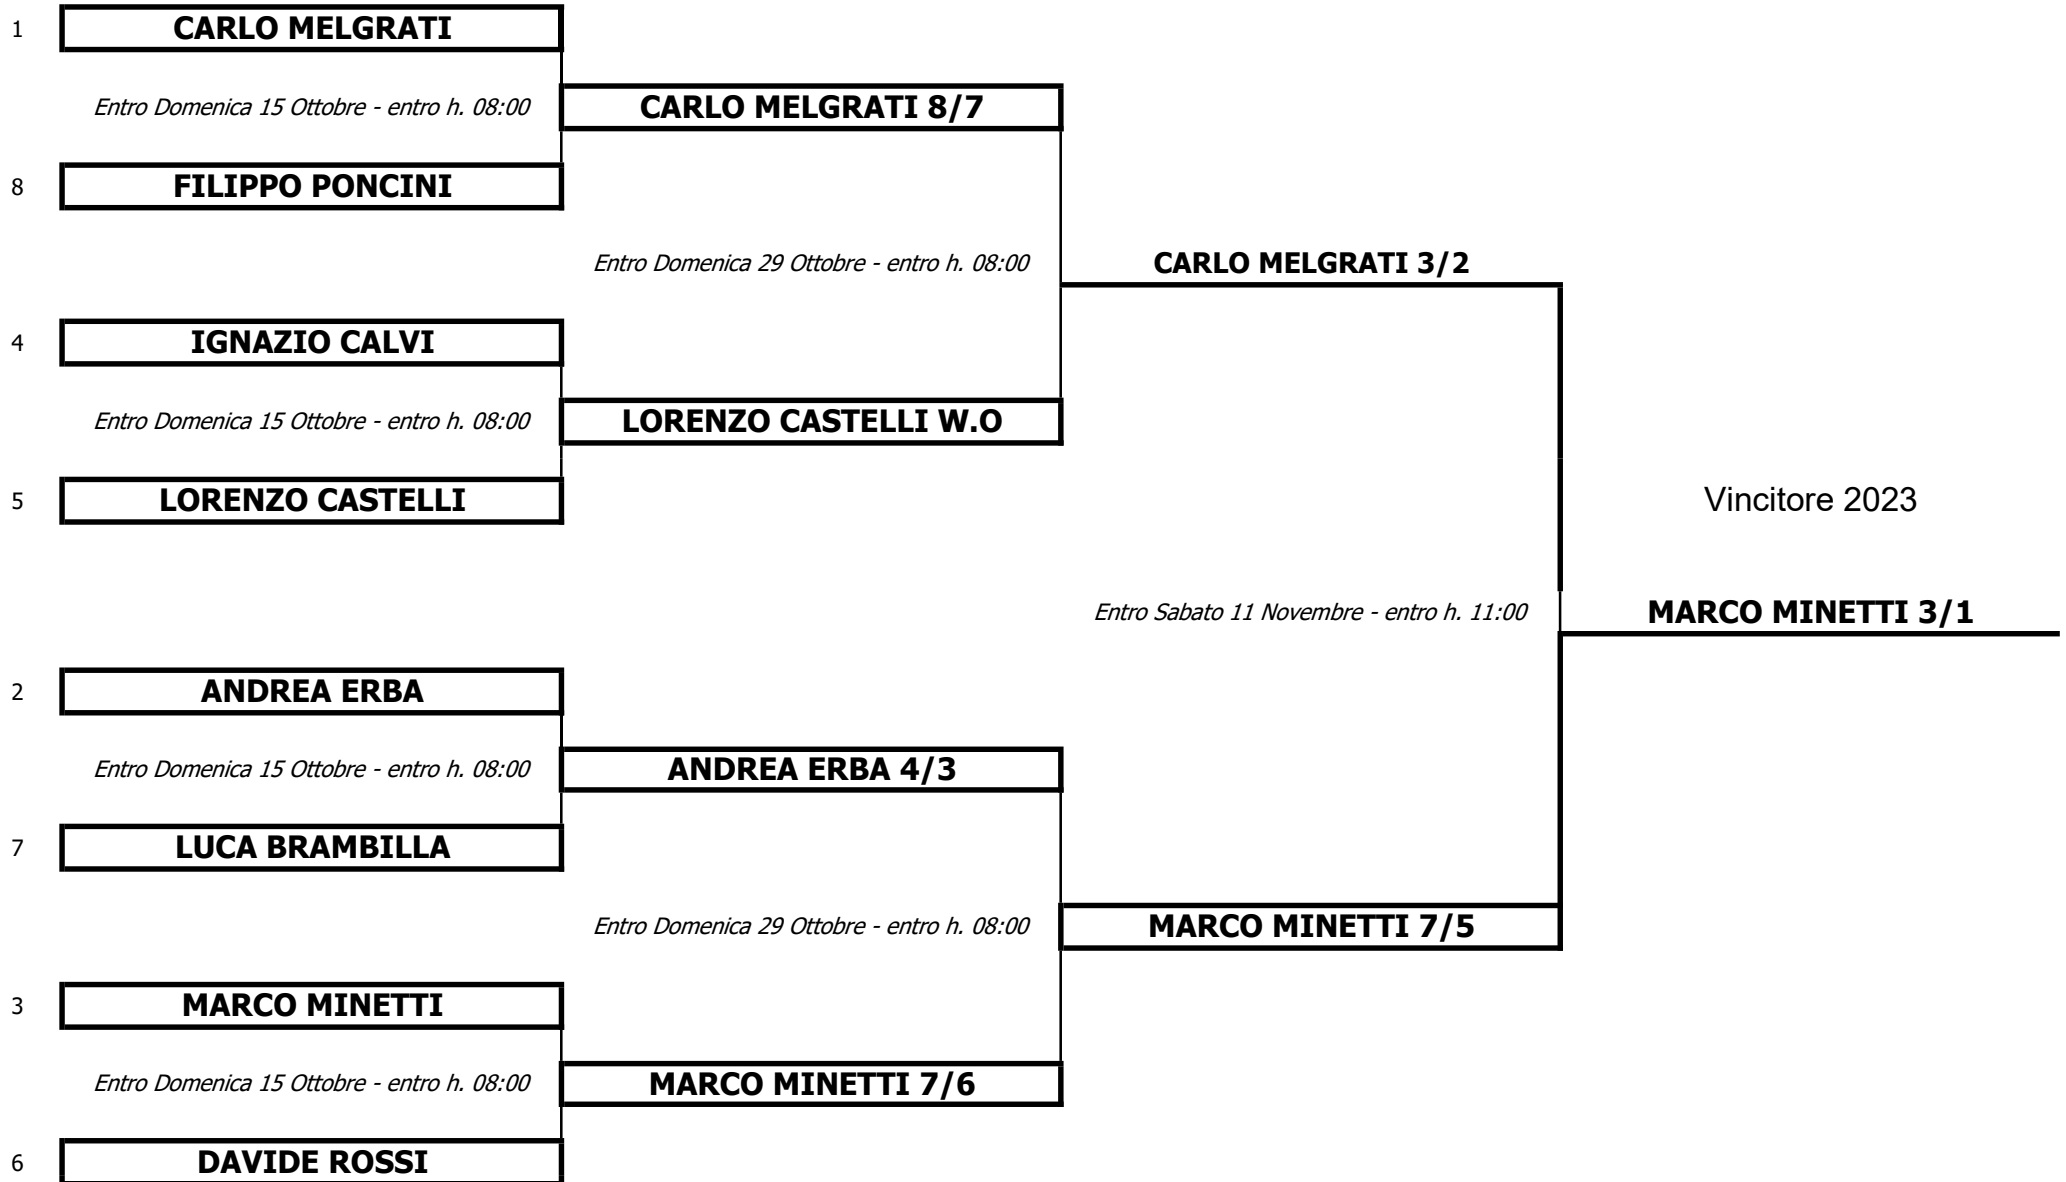 1 CARLO MELGRATI
Entro Domenica 15 Ottobre - entro h. 08:00 CARLO MELGRATI 8/7
8 FILIPPO PONCINI
Entro Domenica 29 Ottobre - entro h. 08:00 CARLO MELGRATI 3/2
4 IGNAZIO CALVI
Entro Domenica 15 Ottobre - entro h. 08:00 LORENZO CASTELLI W.O
5 LORENZO CASTELLI Vincitore 2023
Entro Sabato 11 Novembre - entro h. 11:00 MARCO MINETTI 3/1
2 ANDREA ERBA
Entro Domenica 15 Ottobre - entro h. 08:00 ANDREA ERBA 4/3
7 LUCA BRAMBILLA
Entro Domenica 29 Ottobre - entro h. 08:00 MARCO MINETTI 7/5
3 MARCO MINETTI
Entro Domenica 15 Ottobre - entro h. 08:00 MARCO MINETTI 7/6
6 DAVIDE ROSSI